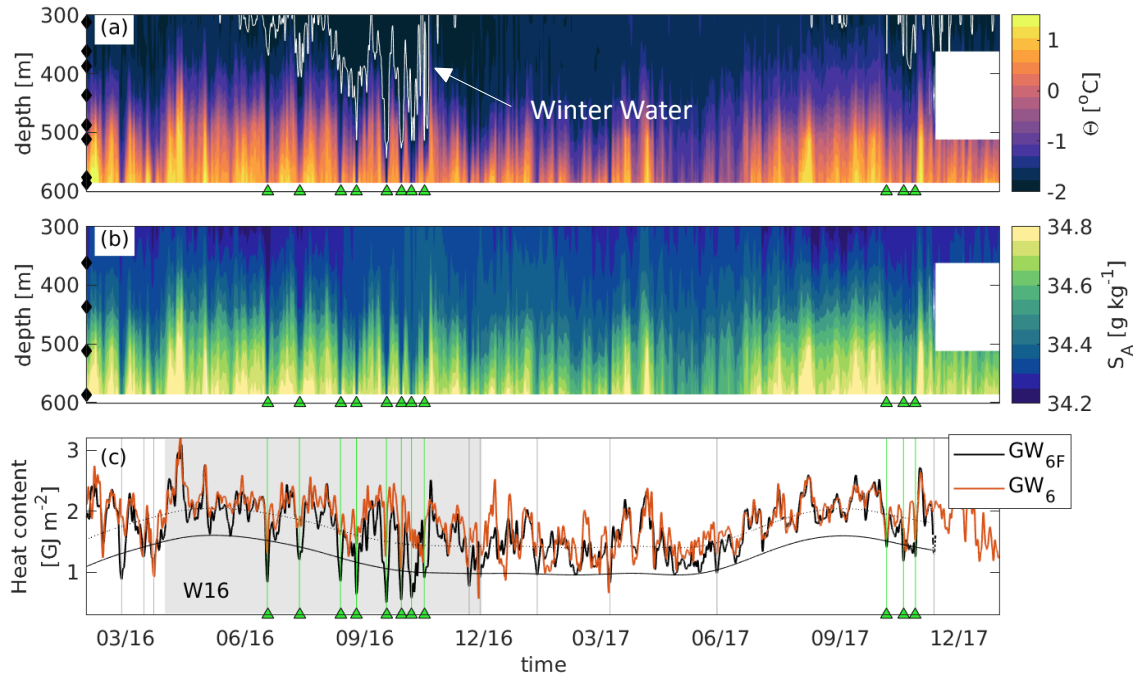 (a)
300
400
500
600
depth [m]
Winter Water
1
0
-1
-2
Θ [°C]
(b)
300
400
500
600
depth [m]
34.8
34.6
34.4
34.2
S_A [g kg⁻¹]
(c)
3
2
1
Heat content
[GJ m⁻²]
GW₆F
GW₆
W16
03/16 06/16 09/16 12/16 03/17 06/17 09/17 12/17
time